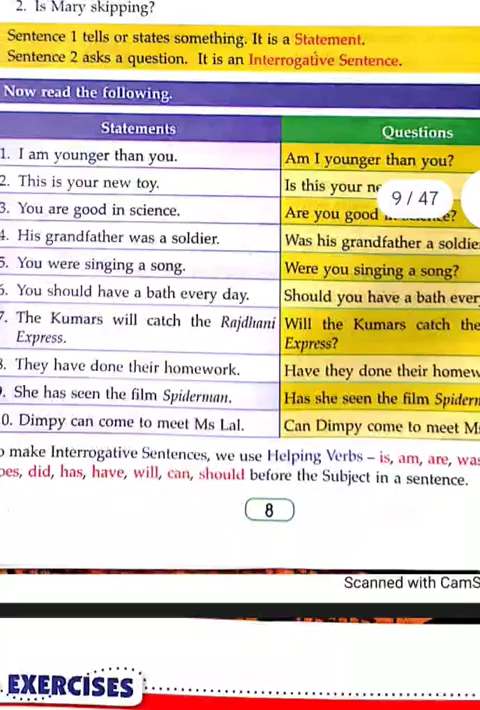 2. Is Mary skipping?
Sentence 1 tells or states something. It is a Statement.
Sentence 2 asks a question. It is an Interrogative Sentence.
Now read the following.
Statements Questions
1. I am younger than you. Am I younger than you?
2. This is your new toy. Is this your
9 / 47
3. You are good in science. Are you good
4. His grandfather was a soldier. Was his grandfather a soldie
5. You were singing a song. Were you singing a song?
6. You should have a bath every day. Should you have a bath ever
7. The Kumars will catch the Rajdhani Will the Kumars catch the
Express. Express?
8. They have done their homework. Have they done their homew
9. She has seen the film Spiderman. Has she seen the film Spider
0. Dimpy can come to meet Ms Lal. Can Dimpy come to meet M
o make Interrogative Sentences, we use Helping Verbs – is, am, are, was
oes, did, has, have, will, can, should before the Subject in a sentence.
8
Scanned with CamS
EXERCISES